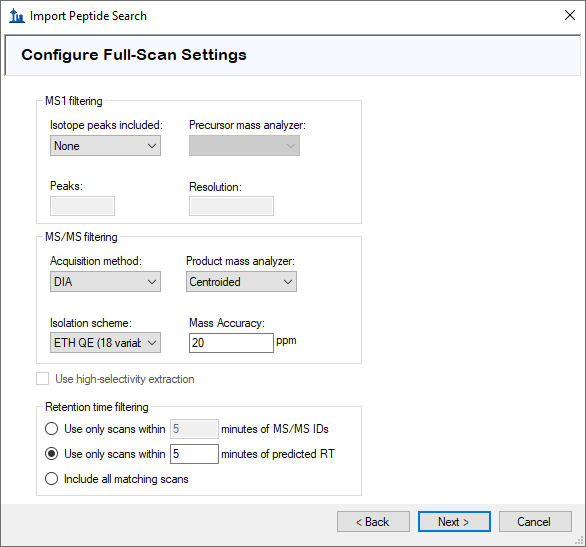 Import Peptide Search
Configure Full-Scan Settings
MS1 filtering
Isotope peaks included: Precursor mass analyzer:
None
Peaks: Resolution:
MS/MS filtering
Acquisition method: Product mass analyzer:
DIA Centroided
Isolation scheme: Mass Accuracy:
ETH QE (18 variab 20 ppm
Use high-selectivity extraction
Retention time filtering
Use only scans within 5 minutes of MS/MS IDs
Use only scans within 5 minutes of predicted RT
Include all matching scans
< Back Next > Cancel